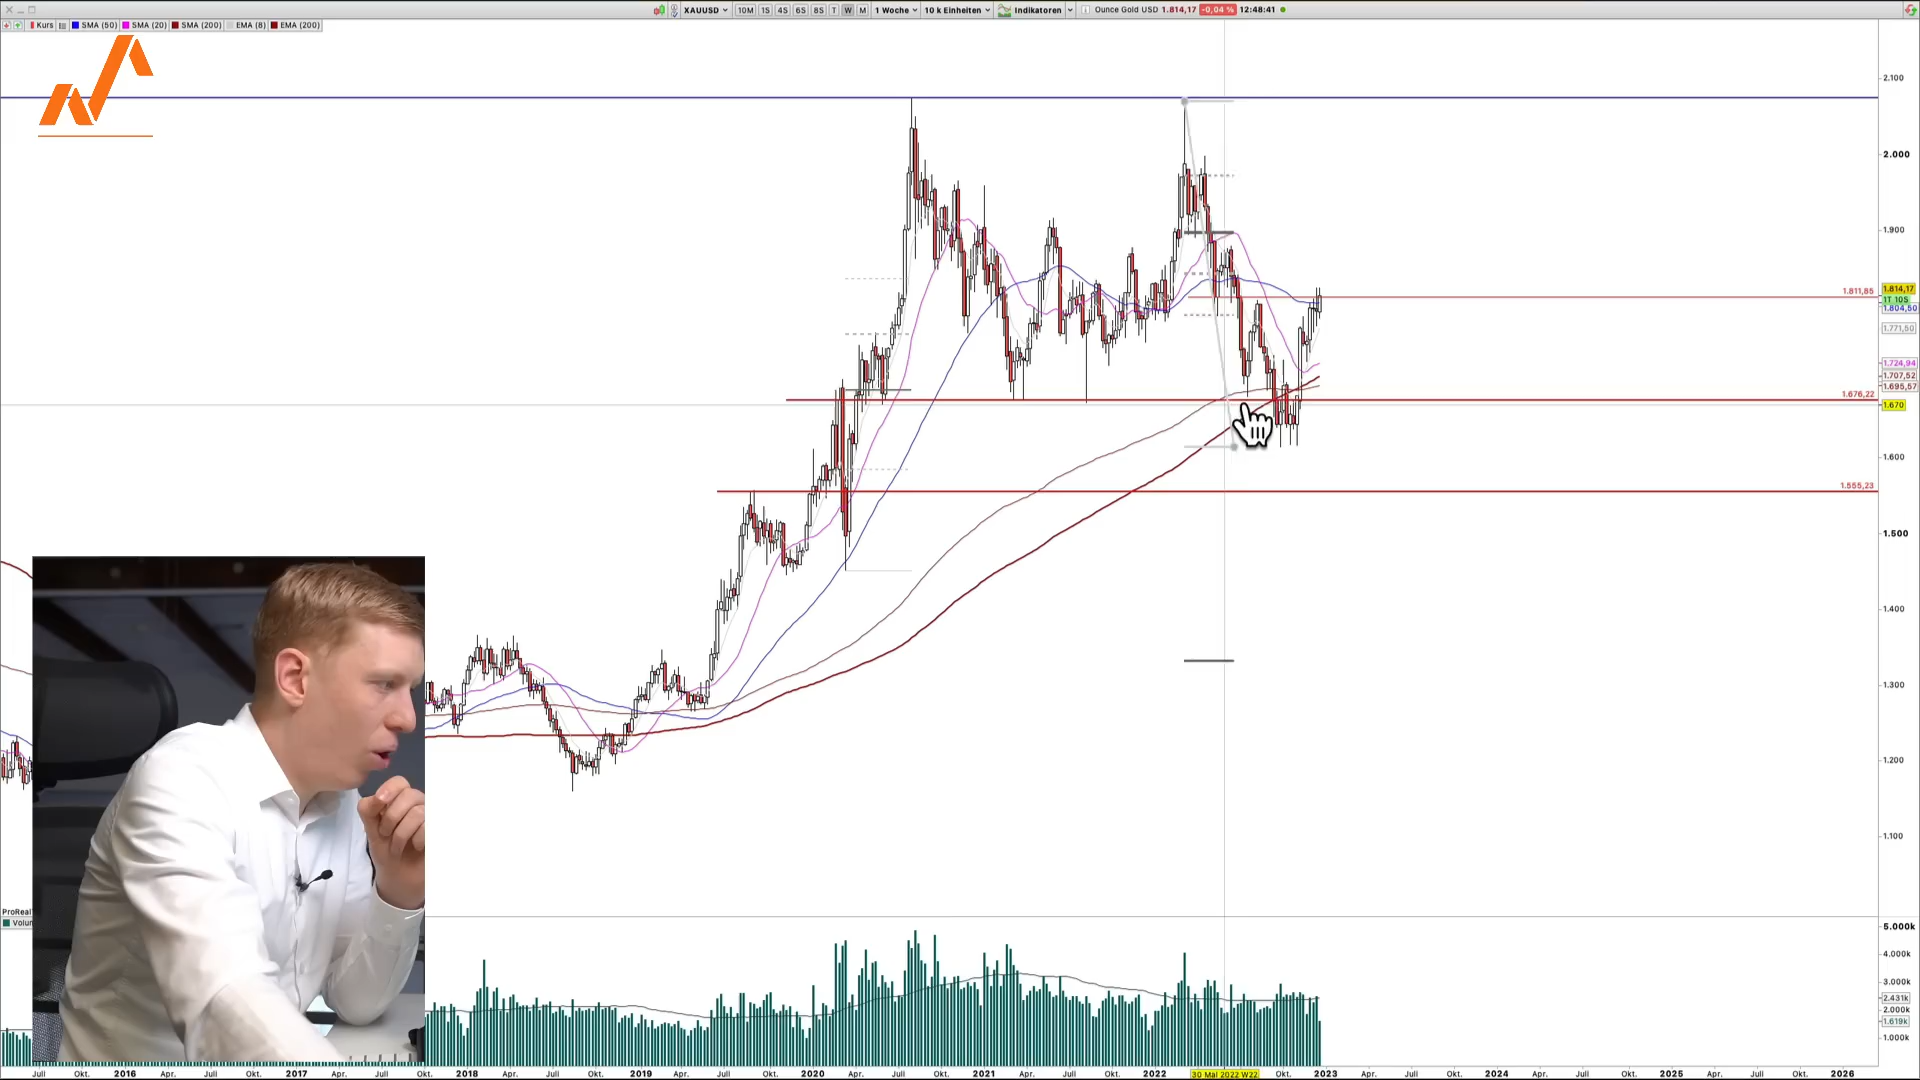 XAUUSD 10M 1S 4S 6S 8S T W M 1 Woche 10 k Einheiten Indikatoren Ounce Gold USD 1.814,17 -0,04 % 12:48:41
Kurs SMA (50) SMA (20) SMA (200) EMA (8) EMA (200)
2.100
2.000
1.900
1.811,85
1.814,17
1T 10S
1.804,50
1.771,50
1.724,94
1.707,52
1.695,57
1.676,22
1.670
1.600
1.555,23
1.500
1.400
1.300
1.200
1.100
ProReal
Volum
5.000k
4.000k
3.000k
2.431k
2.000k
1.619k
1.000k
Juli Okt. 2016 Apr. Juli Okt. 2017 Apr. Juli Okt. 2018 Apr. Juli Okt. 2019 Apr. Juli Okt. 2020 Apr. Juli Okt. 2021 Apr. Juli Okt. 2022 30 Mai 2022 W22 Okt. 2023 Apr. Juli Okt. 2024 Apr. Juli Okt. 2025 Apr. Juli Okt. 2026